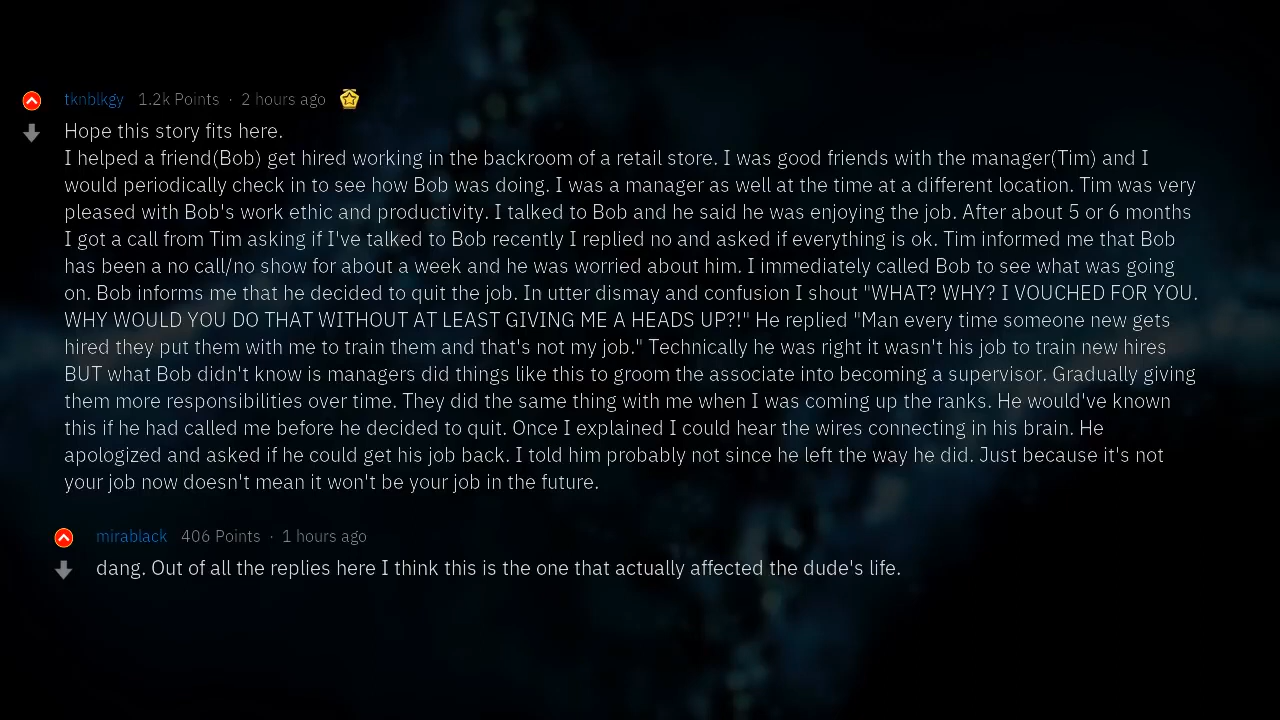 tknblkgy 1.2k Points · 2 hours ago
Hope this story fits here.
I helped a friend(Bob) get hired working in the backroom of a retail store. I was good friends with the manager(Tim) and I
would periodically check in to see how Bob was doing. I was a manager as well at the time at a different location. Tim was very
pleased with Bob's work ethic and productivity. I talked to Bob and he said he was enjoying the job. After about 5 or 6 months
I got a call from Tim asking if I've talked to Bob recently I replied no and asked if everything is ok. Tim informed me that Bob
has been a no call/no show for about a week and he was worried about him. I immediately called Bob to see what was going
on. Bob informs me that he decided to quit the job. In utter dismay and confusion I shout "WHAT? WHY? I VOUCHED FOR YOU.
WHY WOULD YOU DO THAT WITHOUT AT LEAST GIVING ME A HEADS UP?!" He replied "Man every time someone new gets
hired they put them with me to train them and that's not my job." Technically he was right it wasn't his job to train new hires
BUT what Bob didn't know is managers did things like this to groom the associate into becoming a supervisor. Gradually giving
them more responsibilities over time. They did the same thing with me when I was coming up the ranks. He would've known
this if he had called me before he decided to quit. Once I explained I could hear the wires connecting in his brain. He
apologized and asked if he could get his job back. I told him probably not since he left the way he did. Just because it's not
your job now doesn't mean it won't be your job in the future.
mirablack 406 Points · 1 hours ago
dang. Out of all the replies here I think this is the one that actually affected the dude's life.